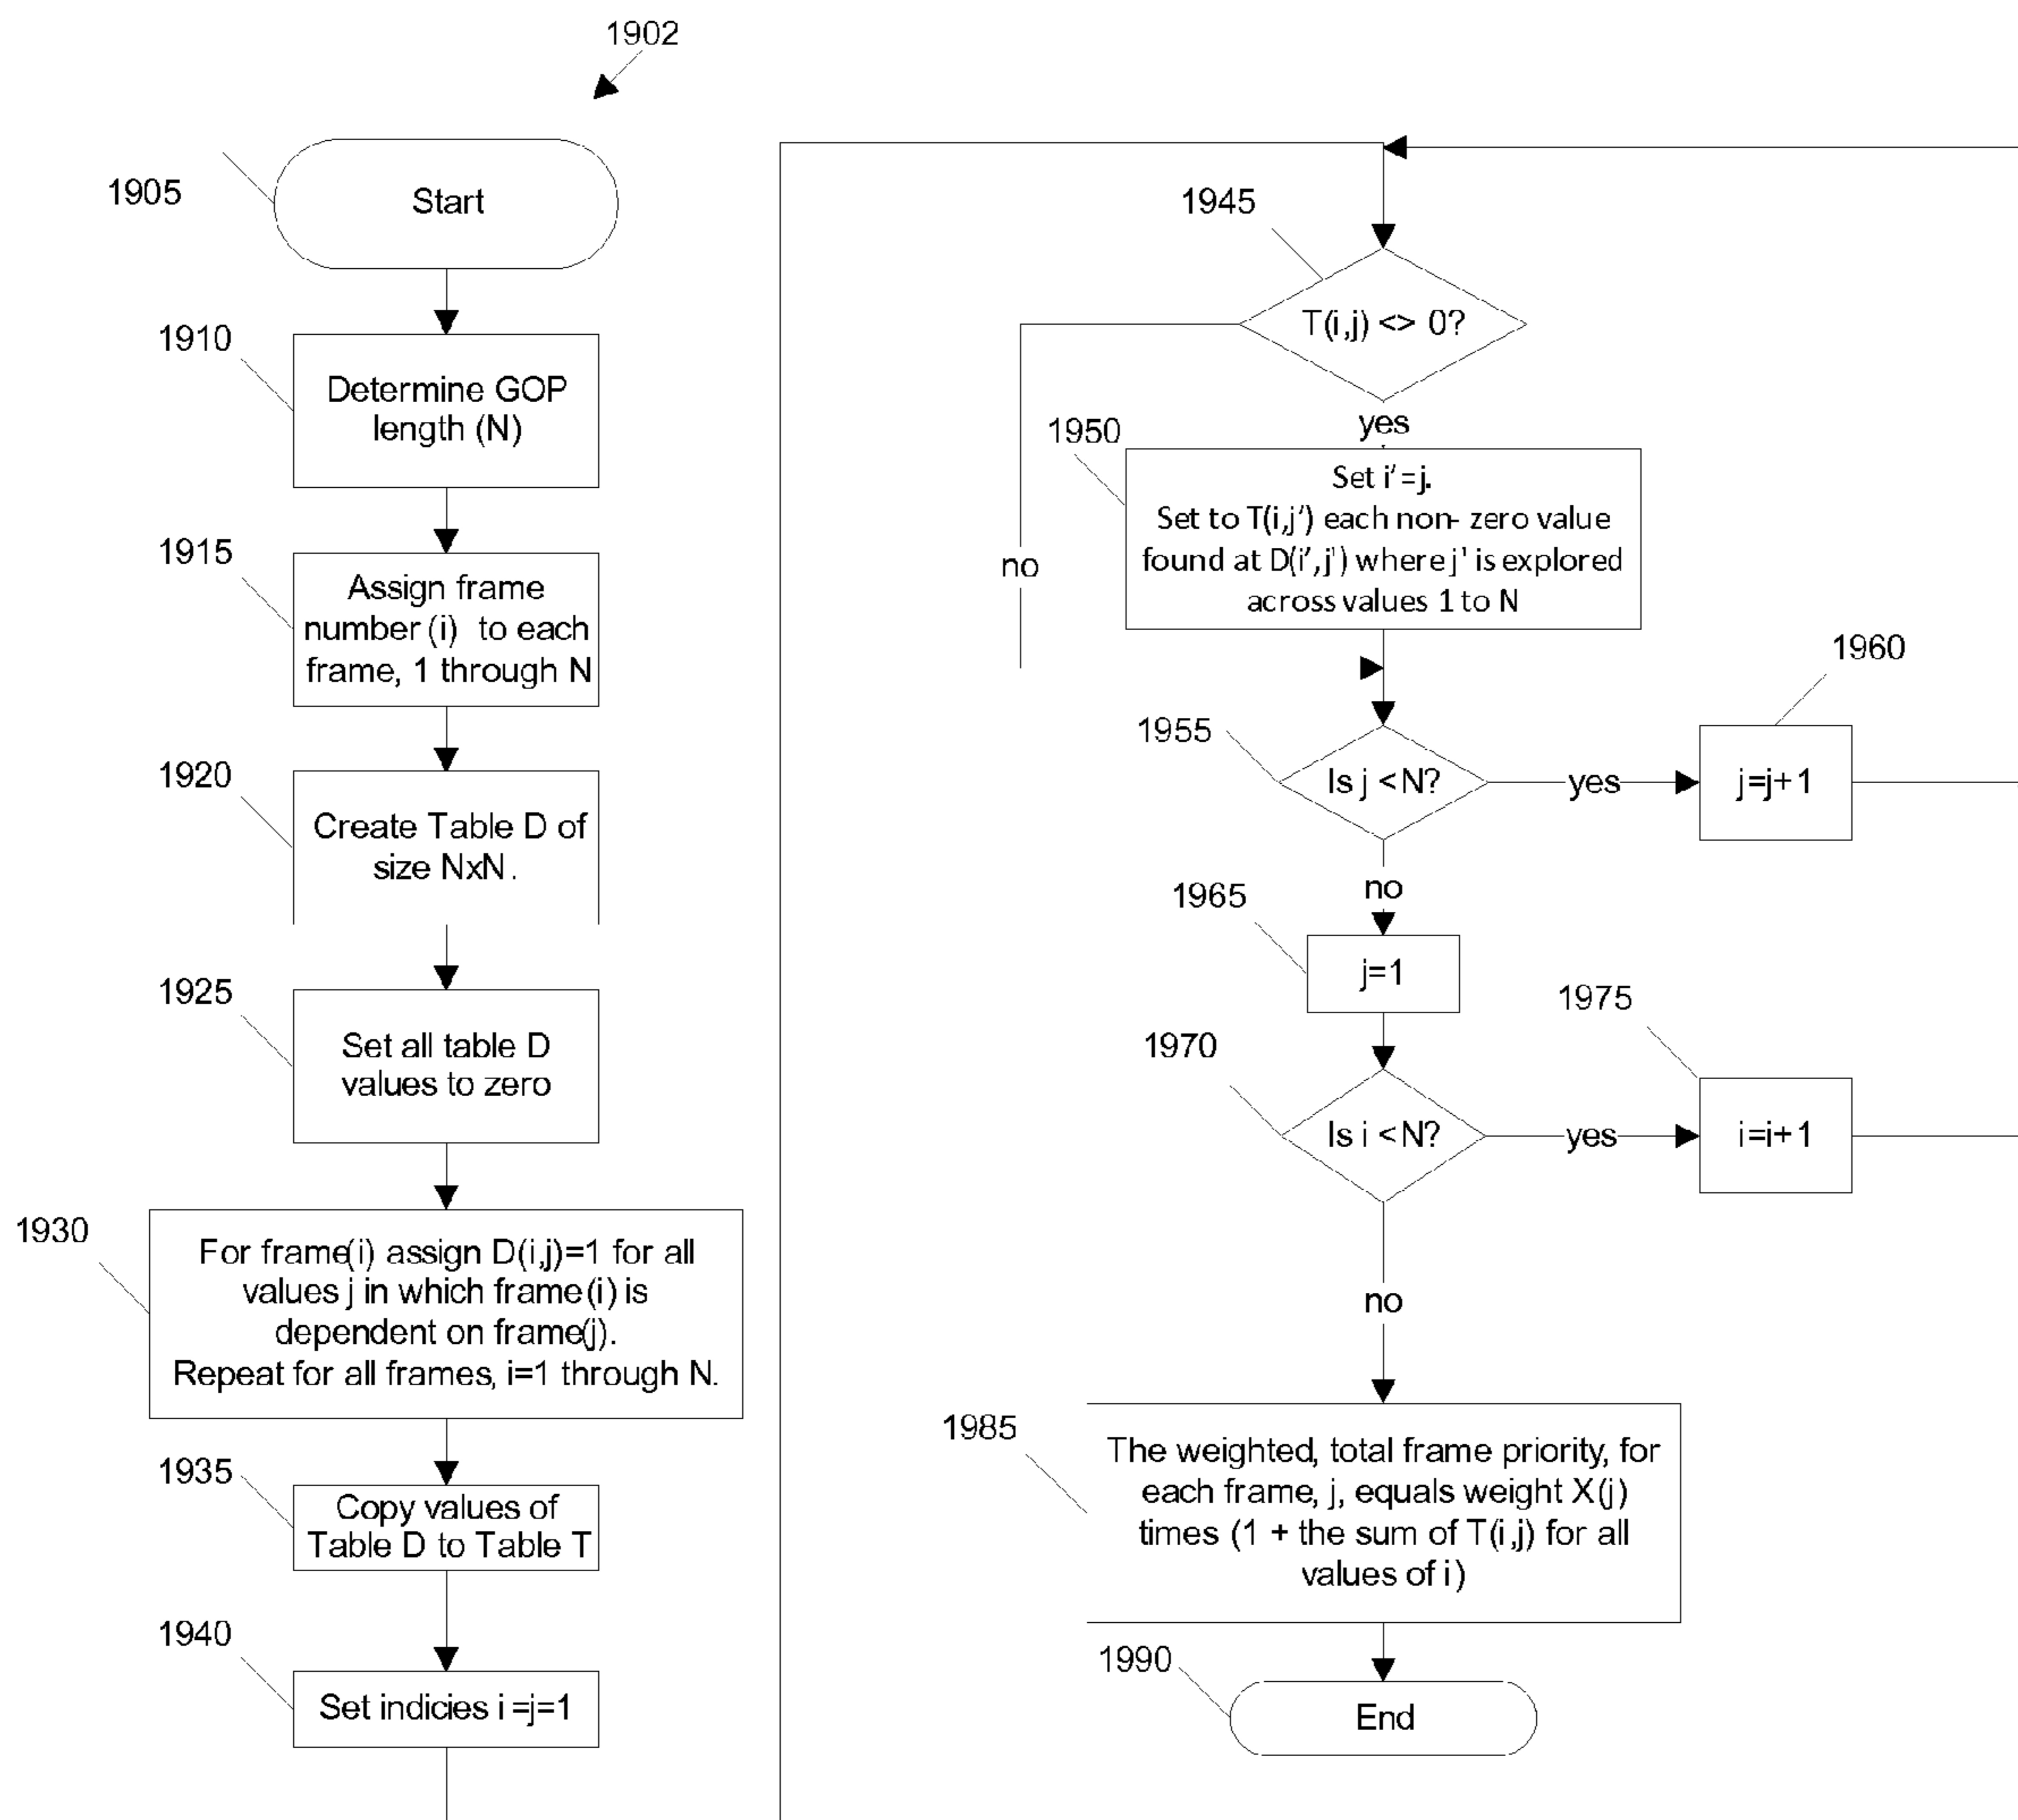 1902
1905
Start
1910
Determine GOP
length (N)
1915
Assign frame
number (i) to each
frame, 1 through N
1920
Create Table D of
size NxN.
1925
Set all table D
values to zero
1930
For frame(i) assign D(i,j)=1 for all
values j in which frame(i) is
dependent on frame(j).
Repeat for all frames, i=1 through N.
1935
Copy values of
Table D to Table T
1940
Set indicies i =j=1
1945
T(i,j) <> 0?
yes
no
1950
Set i'=j.
Set to T(i,j') each non- zero value
found at D(i',j') where j' is explored
across values 1 to N
1955
Is j <N?
yes
1960
j=j+1
no
1965
j=1
1970
Is i <N?
yes
1975
i=i+1
no
1985
The weighted, total frame priority, for
each frame, j, equals weight X(j)
times (1 + the sum of T(i,j) for all
values of i)
1990
End